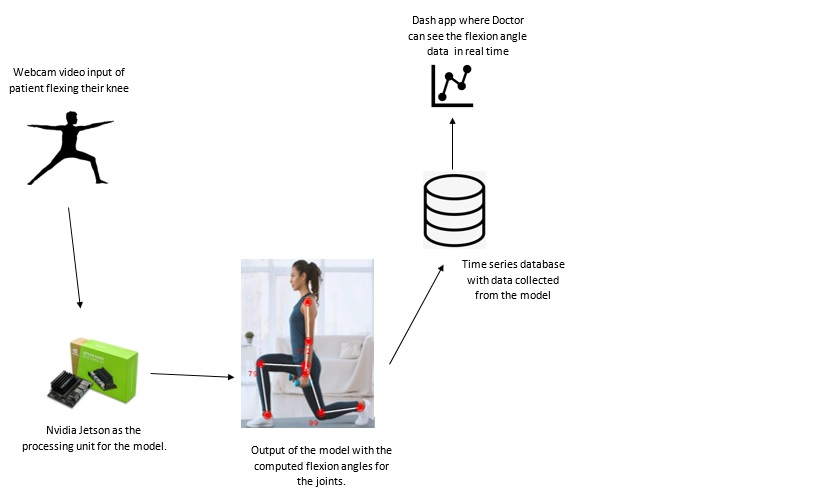 Dash app where Doctor
can see the flexion angle
data in real time
Webcam video input of
patient flexing their knee
Time series database
with data collected
from the model
Nvidia Jetson as the
processing unit for the model.
99
Output of the model with the
computed flexion angles for
the joints.